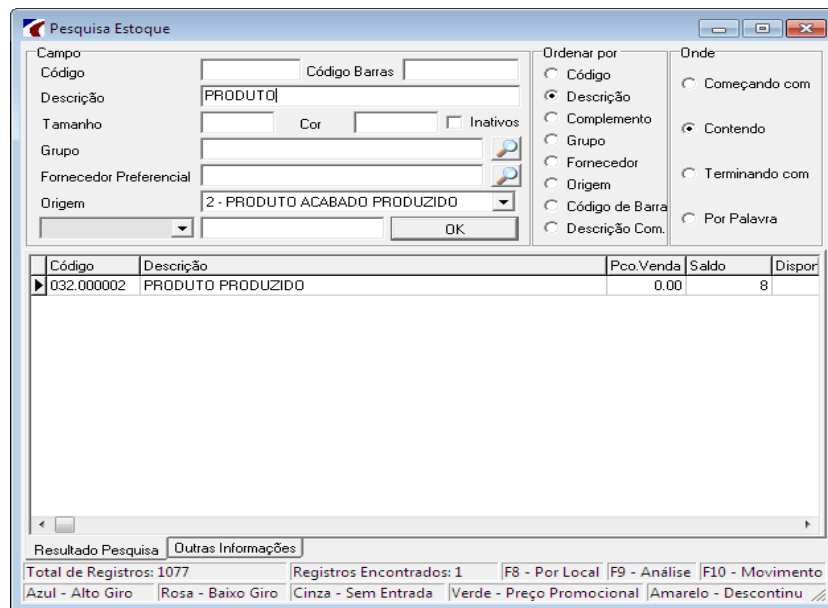 Pesquisa Estoque
Campo
Código Código Barras
Descrição PRODUTO
Tamanho Cor Inativos
Grupo
Fornecedor Preferencial
Origem 2 - PRODUTO ACABADO PRODUZIDO
OK
Ordenar por
Código
Descrição
Complemento
Grupo
Fornecedor
Origem
Código de Barra
Descrição Com.
Onde
Começando com
Contendo
Terminando com
Por Palavra
Código Descrição Pco.Venda Saldo Dispor
032.000002 PRODUTO PRODUZIDO 0.00 8
Resultado Pesquisa Outras Informações
Total de Registros: 1077 Registros Encontrados: 1 F8 - Por Local F9 - Análise F10 - Movimento
Azul - Alto Giro Rosa - Baixo Giro Cinza - Sem Entrada Verde - Preço Promocional Amarelo - Descontinu